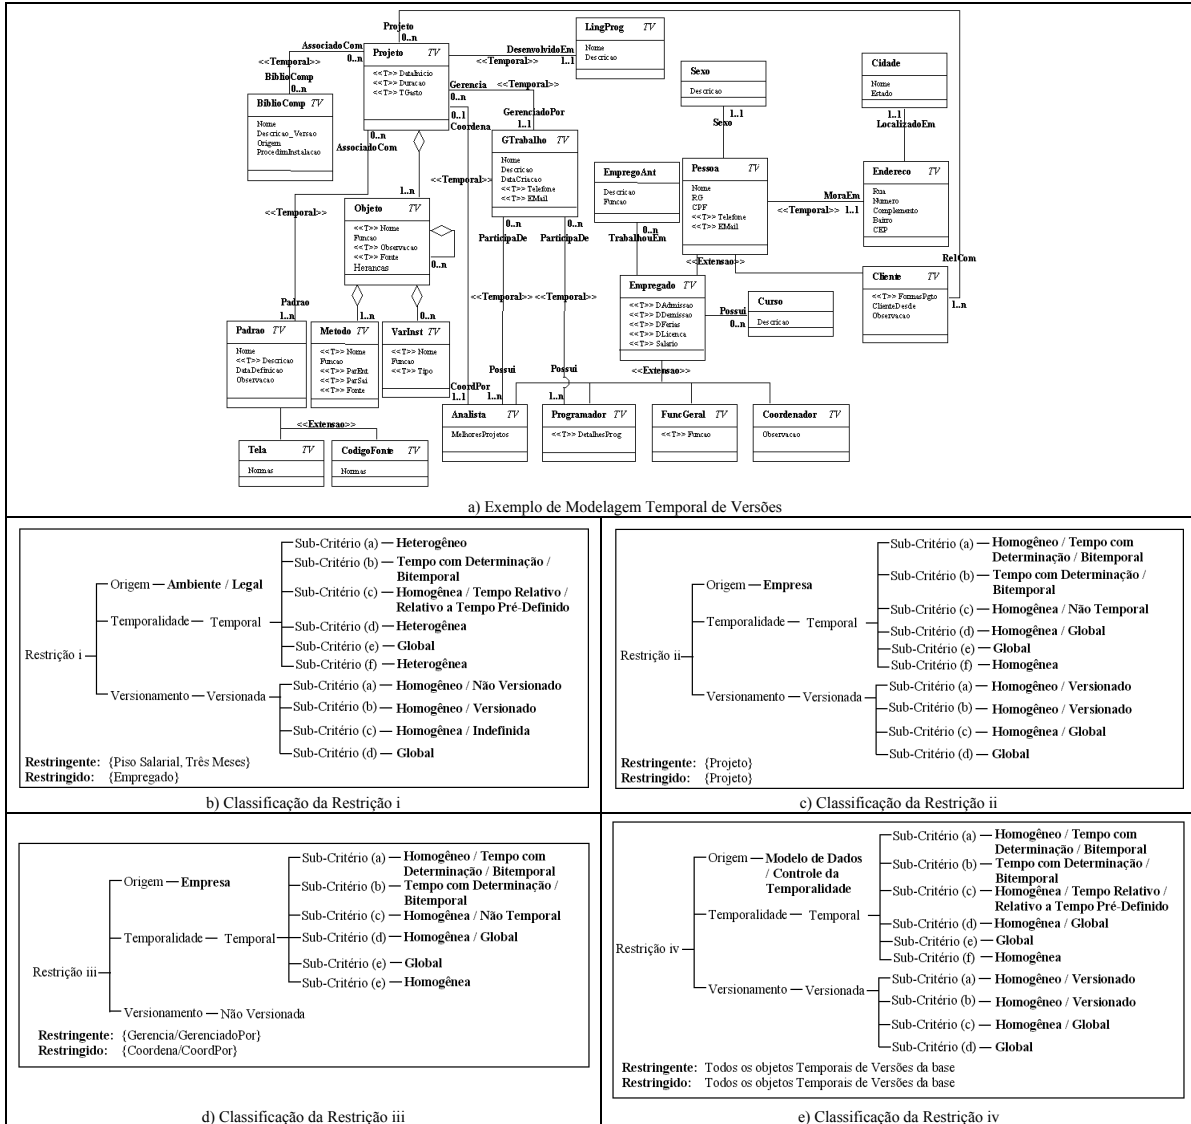 Projeto
0..n
AssociadoCom
0..n
<<Temporal>>
BiblioComp
0..n
Projeto TV
<<T>> DataInicio
<<T>> Duracao
<<T>> TGasto
DesenvolvidoEm
<<Temporal>> 1..1
LingProg TV
Nome
Descricao
Gerencia <<Temporal>>
0..n
GerenciadoPor
1..1
0..1
Coordena
BiblioComp TV
Nome
Descricao_Versao
Origem
ProcedimInstalacao
0..n
AssociadoCom
<<Temporal>>
1..n
<<Temporal>>
GTrabalho TV
Nome
Descricao
DataCriacao
<<T>> Telefone
<<T>> EMail
Sexo
Descricao
1..1
Sexo
Cidade
Nome
Estado
1..1
LocalizadoEm
EmpregoAnt
Descricao
Funcao
0..n
TrabalhouEm
Pessoa TV
Nome
RG
CPF
<<T>> Telefone
<<T>> EMail
MoraEm
<<Temporal>> 1..1
Endereco TV
Rua
Numero
Complemento
Bairro
CEP
Objeto TV
<<T>> Nome
Funcao
<<T>> Observacao
<<T>> Fonte
Herancas
0..n
0..n
ParticipaDe
0..n
ParticipaDe
<<Temporal>>
<<Temporal>>
<<Extensao>>
RelCom
1..n
Cliente TV
<<T>> FormasPgto
ClienteDesde
Observacao
Empregado TV
<<T>> DAdmissao
<<T>> DDemissao
<<T>> DFerias
<<T>> DLicenca
<<T>> Salario
Possui
0..n
Curso
Descricao
Padrao
1..n
1..n
0..n
Padrao TV
Nome
<<T>> Descricao
DataDefinicao
Observacao
Metodo TV
<<T>> Nome
Funcao
<<T>> ParEnt
<<T>> ParSai
<<T>> Fonte
VarInst TV
<<T>> Nome
Funcao
<<T>> Tipo
<<Extensao>>
CoordPor
1..1
Possui
1..n
Possui
1..n
Analista TV
MelhoresProjetos
Programador TV
<<T>> DetalhesProg
FuncGeral TV
<<T>> Funcao
Coordenador TV
Observacao
<<Extensao>>
Tela TV
Normas
CodigoFonte TV
Normas
a) Exemplo de Modelagem Temporal de Versões
Sub-Critério (a) — Heterogêneo
Sub-Critério (b) — Tempo com Determinação /
Bitemporal
Origem — Ambiente / Legal
Sub-Critério (c) — Homogênea / Tempo Relativo /
Relativo a Tempo Pré-Definido
Temporalidade — Temporal
Sub-Critério (d) — Heterogênea
Sub-Critério (e) — Global
Sub-Critério (f) — Heterogênea
Restrição i
Sub-Critério (a) — Homogêneo / Não Versionado
Versionamento — Versionada
Sub-Critério (b) — Homogêneo / Versionado
Sub-Critério (c) — Homogênea / Indefinida
Sub-Critério (d) — Global
Restringente: {Piso Salarial, Três Meses}
Restringido: {Empregado}
b) Classificação da Restrição i
Sub-Critério (a) — Homogêneo / Tempo com
Determinação / Bitemporal
Origem — Empresa
Sub-Critério (b) — Tempo com Determinação /
Bitemporal
Sub-Critério (c) — Homogênea / Não Temporal
Temporalidade — Temporal
Sub-Critério (d) — Homogênea / Global
Sub-Critério (e) — Global
Sub-Critério (f) — Homogênea
Restrição ii
Sub-Critério (a) — Homogêneo / Versionado
Versionamento — Versionada
Sub-Critério (b) — Homogêneo / Versionado
Sub-Critério (c) — Homogênea / Global
Sub-Critério (d) — Global
Restringente: {Projeto}
Restringido: {Projeto}
c) Classificação da Restrição ii
Sub-Critério (a) — Homogêneo / Tempo com
Determinação / Bitemporal
Origem — Empresa
Sub-Critério (b) — Tempo com Determinação /
Bitemporal
Sub-Critério (c) — Homogênea / Não Temporal
Temporalidade — Temporal
Sub-Critério (d) — Homogênea / Global
Sub-Critério (e) — Global
Sub-Critério (e) — Homogênea
Restrição iii
Versionamento — Não Versionada
Restringente: {Gerencia/GerenciadoPor}
Restringido: {Coordena/CoordPor}
d) Classificação da Restrição iii
Sub-Critério (a) — Homogêneo / Tempo com
Determinação / Bitemporal
Origem — Modelo de Dados
/ Controle da
Temporalidade
Sub-Critério (b) — Tempo com Determinação /
Bitemporal
Sub-Critério (c) — Homogênea / Tempo Relativo /
Relativo a Tempo Pré-Definido
Temporalidade — Temporal
Sub-Critério (d) — Homogênea / Global
Sub-Critério (e) — Global
Sub-Critério (f) — Homogênea
Restrição iv
Versionamento — Versionada
Sub-Critério (a) — Homogêneo / Versionado
Sub-Critério (b) — Homogêneo / Versionado
Sub-Critério (c) — Homogênea / Global
Sub-Critério (d) — Global
Restringente: Todos os objetos Temporais de Versões da base
Restringido: Todos os objetos Temporais de Versões da base
e) Classificação da Restrição iv